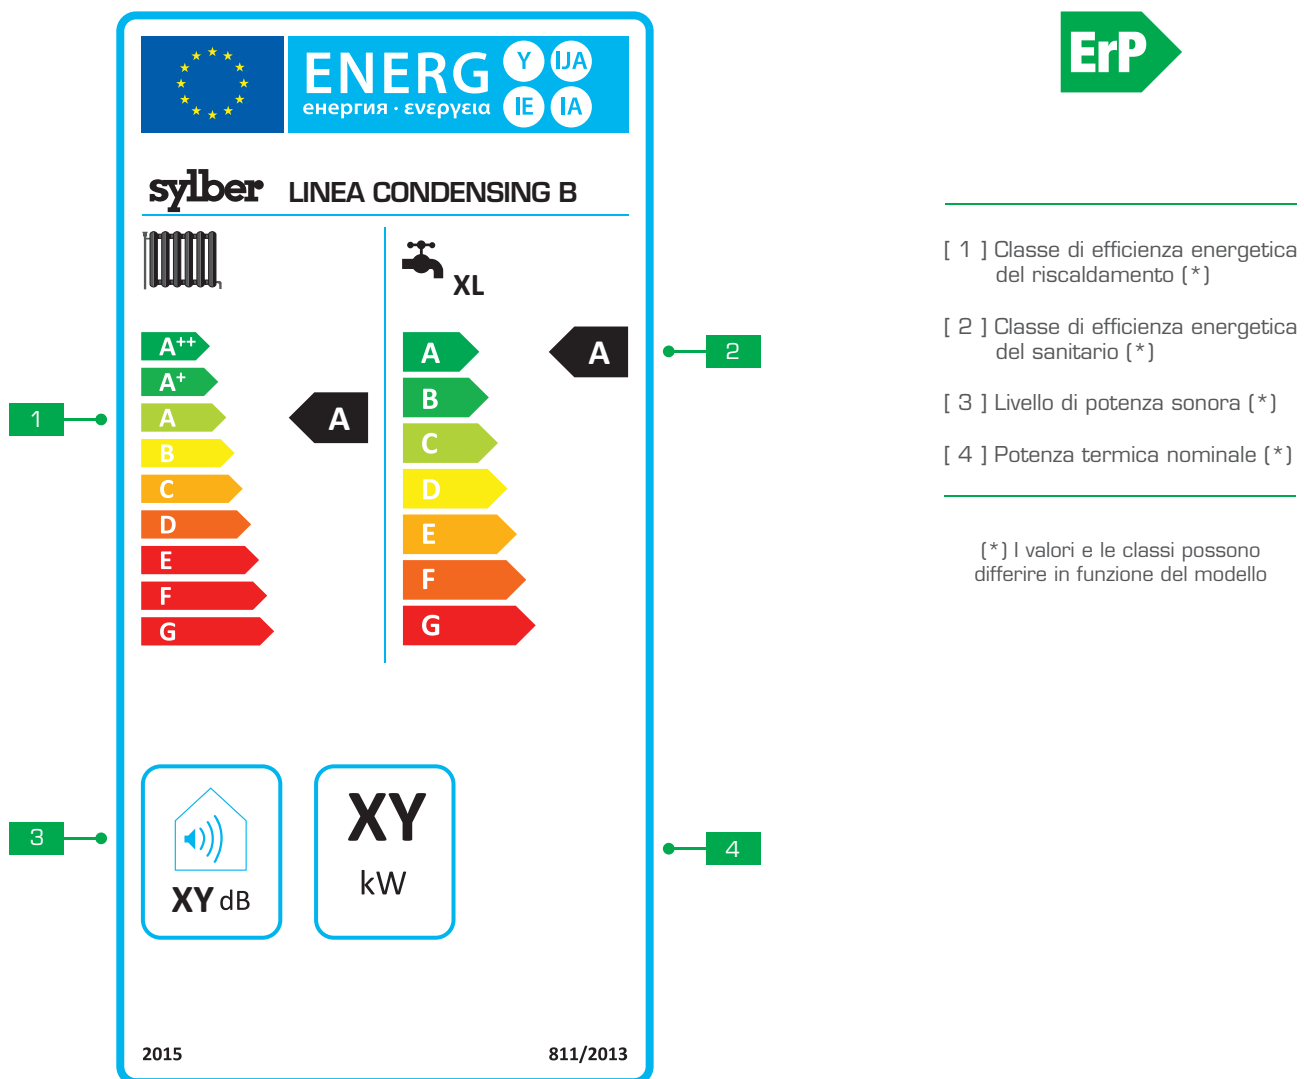 ENERG
енергия · ενεργεια
Y IJA
IE IA
ErP
sylber LINEA CONDENSING B
XL
A++
A+
A
B
C
D
E
F
G
A
A
B
C
D
E
F
G
A
1
2
3
4
XY dB
XY
kW
2015
811/2013
[ 1 ] Classe di efficienza energetica
del riscaldamento (*)
[ 2 ] Classe di efficienza energetica
del sanitario (*)
[ 3 ] Livello di potenza sonora (*)
[ 4 ] Potenza termica nominale (*)
(*) I valori e le classi possono
differire in funzione del modello